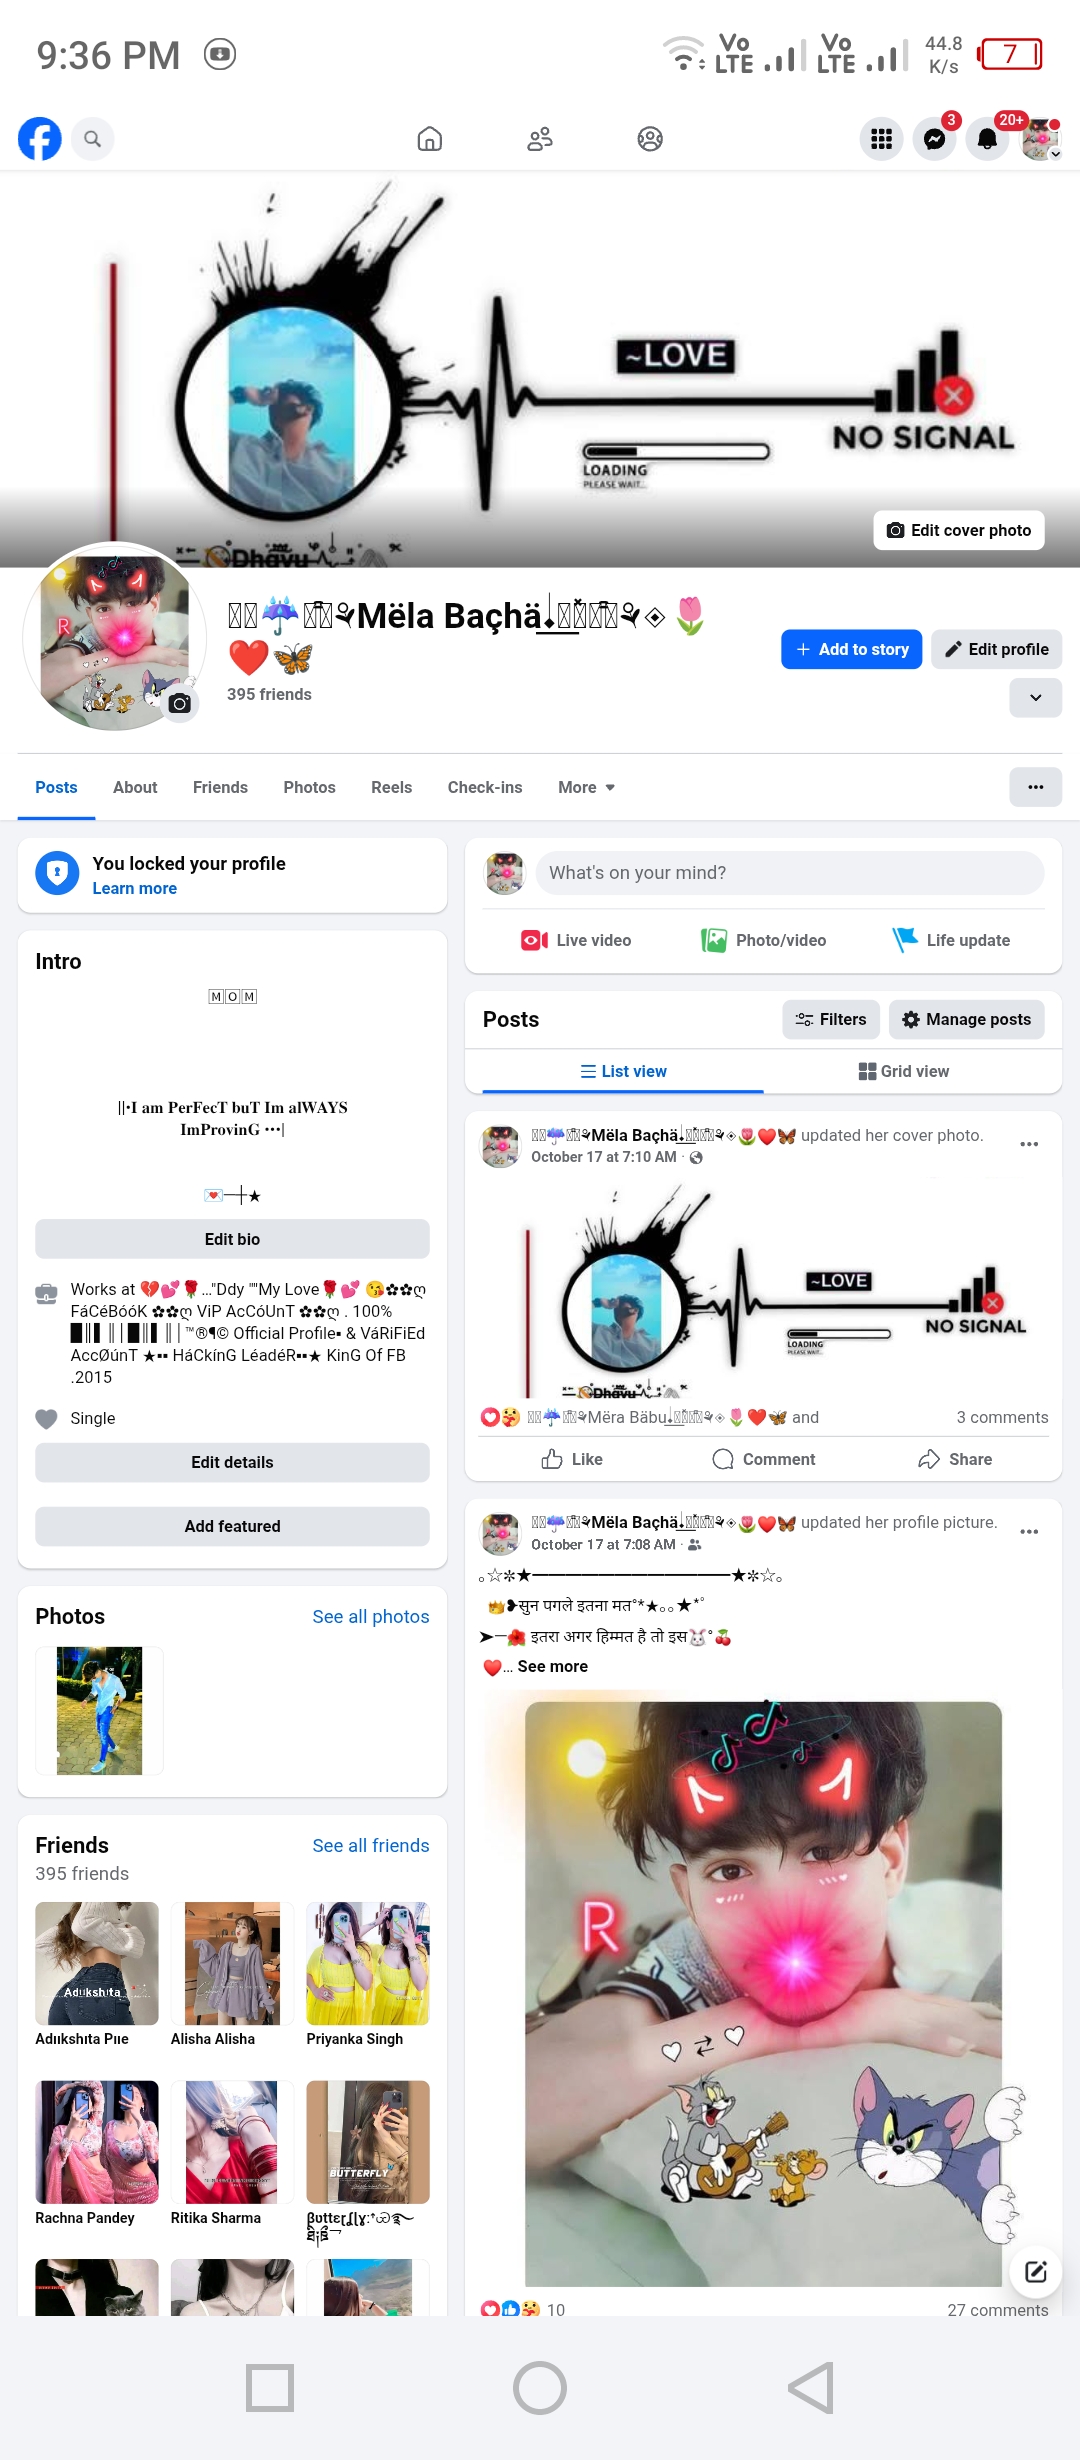 9:36 PM
Vo LTE
Vo LTE
44.8 K/s
7
3
20+
~LOVE
LOADING
PLEASE WAIT...
NO SIGNAL
Dhavu
Edit cover photo
☂️Mëla Baçhä🌷
❤️🦋
395 friends
+ Add to story
Edit profile
Posts
About
Friends
Photos
Reels
Check-ins
More
You locked your profile
Learn more
Intro
🄼🄾🄼
||•I am PerFecT buT Im alWAYS
ImProvinG •••|
💌─┼★
Edit bio
Works at 💔💕🌹..."Ddy ""My Love🌹💕 😘✿✿ღ
FáCéBóóK ✿✿ღ ViP AcCóUnT ✿✿ღ . 100%
█║▌║│█║▌║│™®¶© Official Profile▪ & VáRiFiEd
AccØúnT ★▪▪ HáCkínG LéadéR▪▪★ KinG Of FB
.2015
Single
Edit details
Add featured
Photos
See all photos
Friends
See all friends
395 friends
Adukshita
Adııkshıta Pııe
Alisha Alisha
Priyanka Singh
Rachna Pandey
Ritika Sharma
BUTTERFLY
What's on your mind?
Live video
Photo/video
Life update
Posts
Filters
Manage posts
List view
Grid view
☂️Mëla Baçhä🌷❤️🦋 updated her cover photo.
October 17 at 7:10 AM ·
~LOVE
LOADING
PLEASE WAIT...
NO SIGNAL
Dhavu
☂️Mëra Bäbu🌷❤️🦋 and
3 comments
Like
Comment
Share
☂️Mëla Baçhä🌷❤️🦋 updated her profile picture.
October 17 at 7:08 AM ·
｡☆✼★━━━━━━━━━━━━★✼☆｡
👑❥सुन पगले इतना मत°*★｡｡★*°
➤─🌺 इतरा अगर हिम्मत है तो इस🐰°🍒
❤️... See more
R
10
27 comments